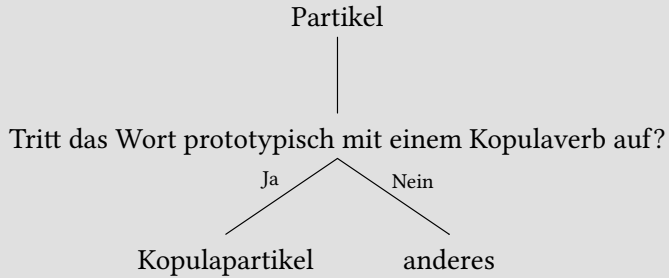 Partikel
Tritt das Wort prototypisch mit einem Kopulaverb auf?
Ja Nein
Kopulapartikel anderes